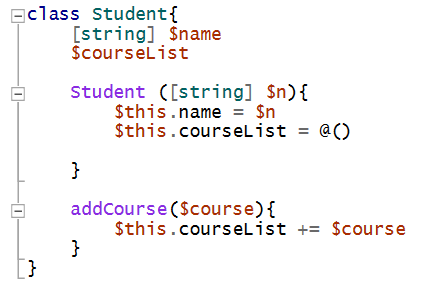 class Student{
[string] $name
$courseList
Student ([string] $n){
$this.name = $n
$this.courseList = @()
}
addCourse($course){
$this.courseList += $course
}
}